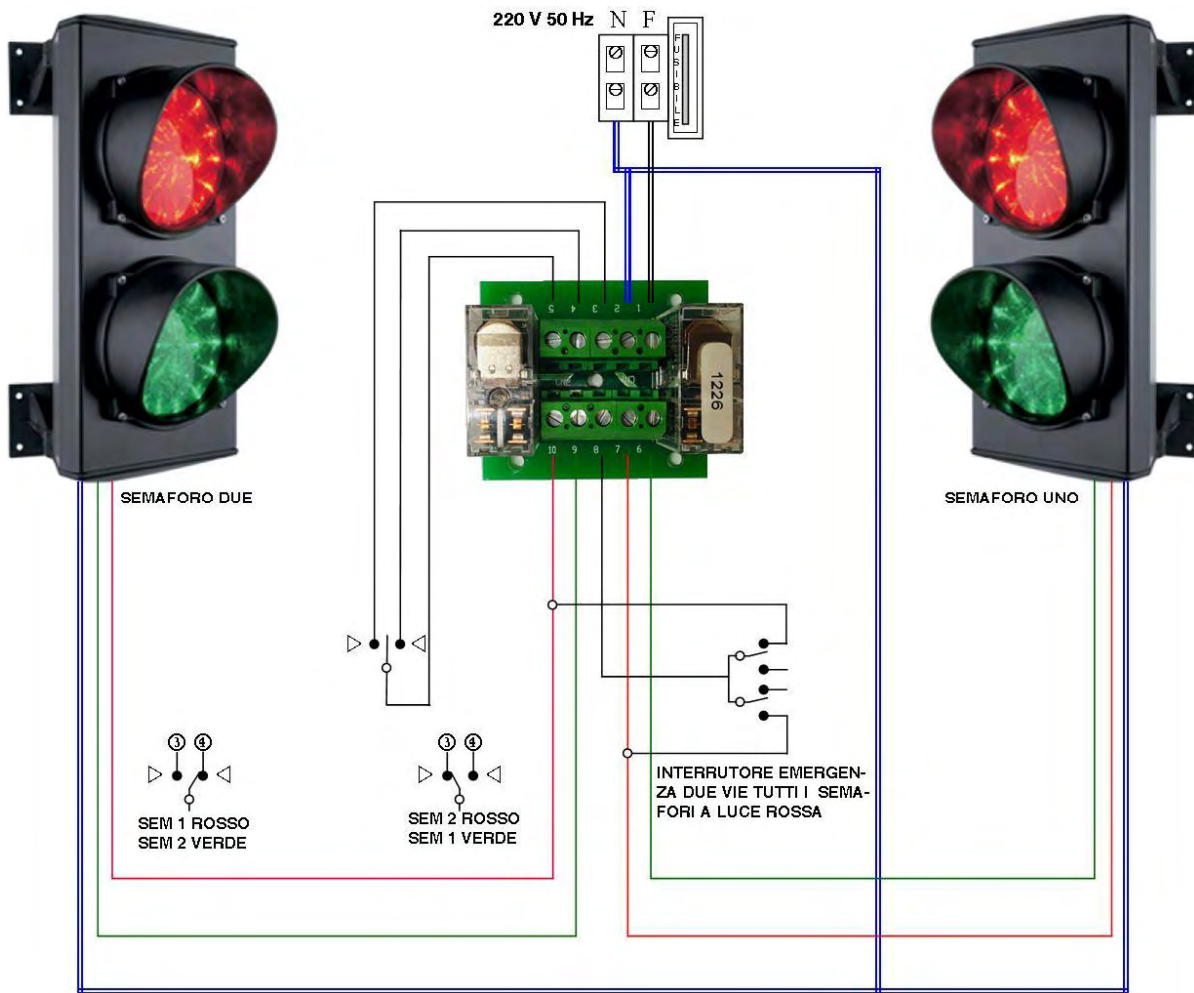 220 V 50 Hz N F
FUSIBILE
5 4 3 2 1
1226
10 9 8 7 6
SEMAFORO DUE
SEMAFORO UNO
3 4
SEM 1 ROSSO
SEM 2 VERDE
3 4
SEM 2 ROSSO
SEM 1 VERDE
INTERRUTORE EMERGEN-
ZA DUE VIE TUTTI I SEMA-
FORI A LUCE ROSSA